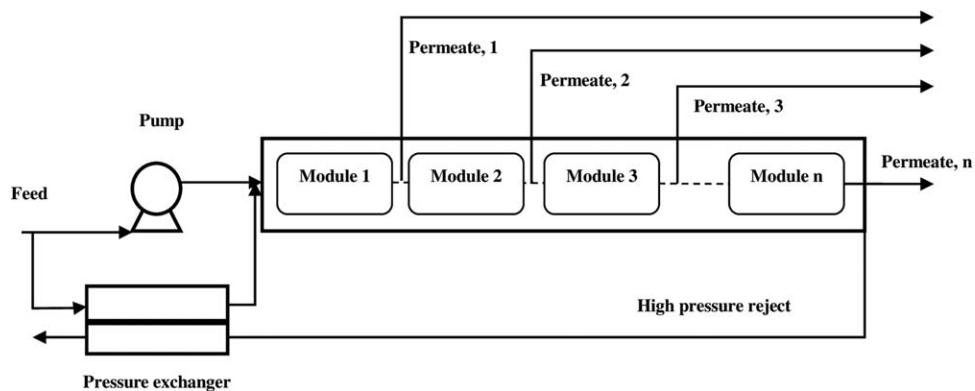 Permeate, 1
Permeate, 2
Permeate, 3
Pump
Module 1
Module 2
Module 3
Module n
Permeate, n
Feed
High pressure reject
Pressure exchanger